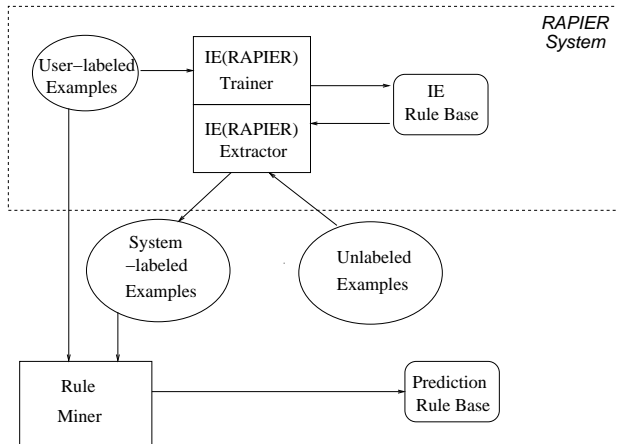 RAPIER
System
User-labeled
Examples
IE(RAPIER)
Trainer
IE
Rule Base
IE(RAPIER)
Extractor
System
-labeled
Examples
Unlabeled
Examples
Rule
Miner
Prediction
Rule Base